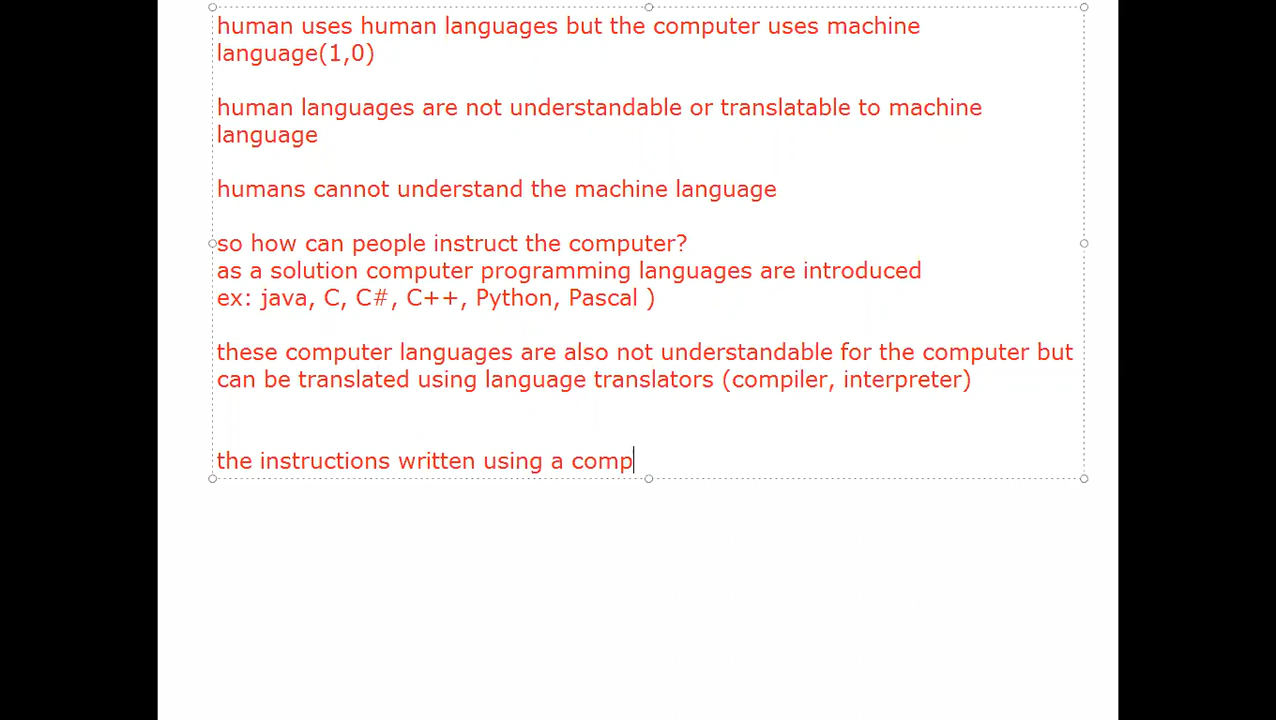 human uses human languages but the computer uses machine
language(1,0)
human languages are not understandable or translatable to machine
language
humans cannot understand the machine language
so how can people instruct the computer?
as a solution computer programming languages are introduced
ex: java, C, C#, C++, Python, Pascal )
these computer languages are also not understandable for the computer but
can be translated using language translators (compiler, interpreter)
the instructions written using a comp